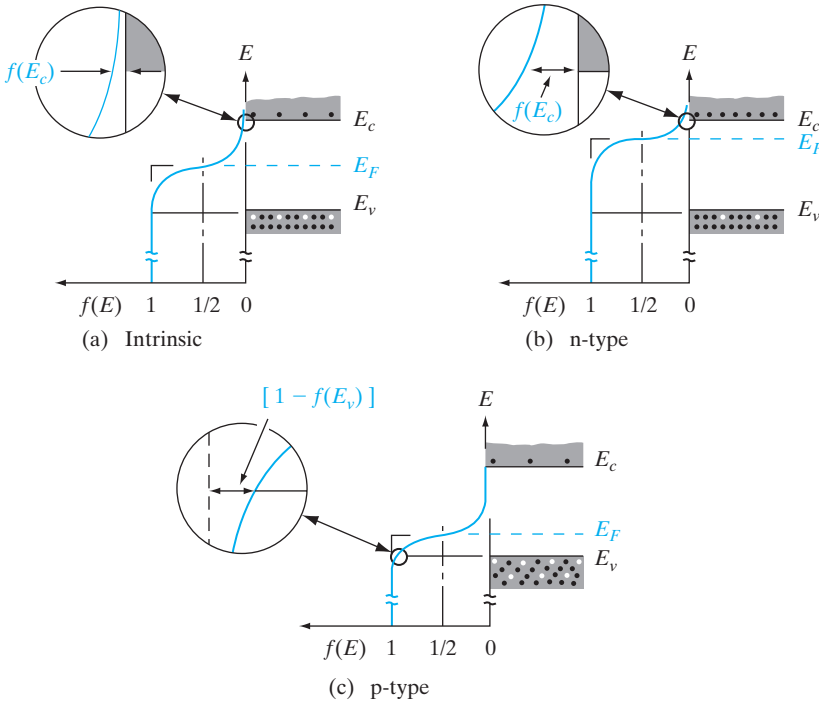 E
E
f(E_c)
f(E_c)
E_c
E_c
E_F
E_F
E_v
E_v
f(E) 1 1/2 0
f(E) 1 1/2 0
(a) Intrinsic
(b) n-type
[1 − f(E_v)]
E
E_c
E_F
E_v
f(E) 1 1/2 0
(c) p-type